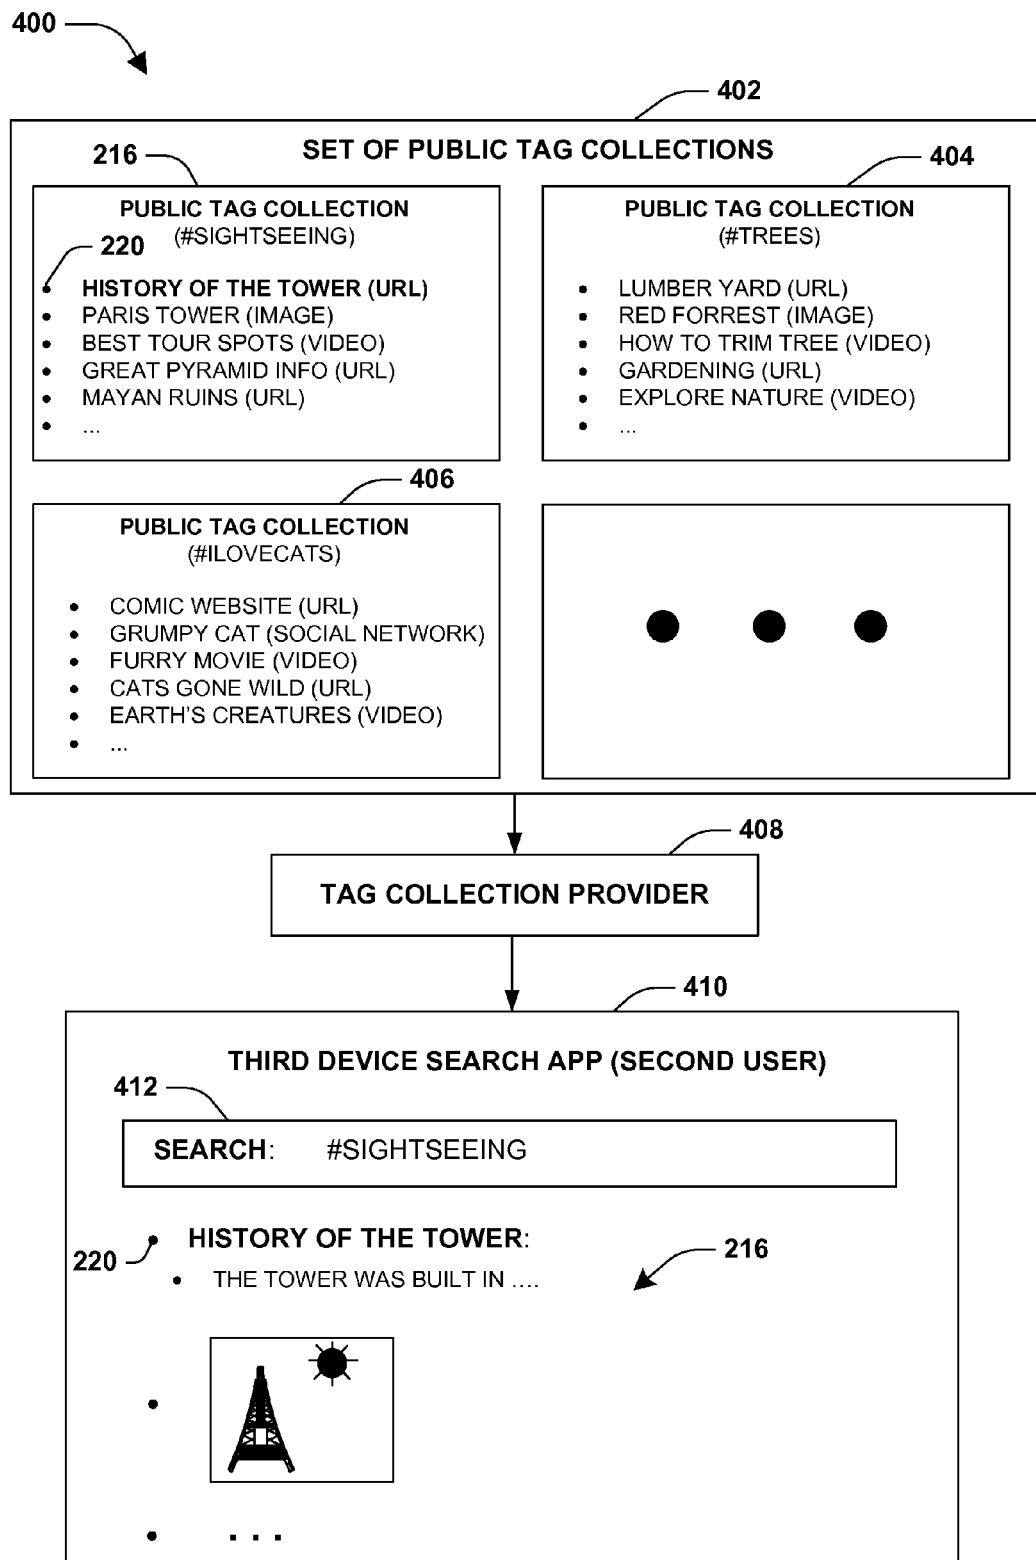 400
402
SET OF PUBLIC TAG COLLECTIONS
216
404
PUBLIC TAG COLLECTION
(#SIGHTSEEING)
220
• HISTORY OF THE TOWER (URL)
• PARIS TOWER (IMAGE)
• BEST TOUR SPOTS (VIDEO)
• GREAT PYRAMID INFO (URL)
• MAYAN RUINS (URL)
• ...
PUBLIC TAG COLLECTION
(#TREES)
• LUMBER YARD (URL)
• RED FORREST (IMAGE)
• HOW TO TRIM TREE (VIDEO)
• GARDENING (URL)
• EXPLORE NATURE (VIDEO)
• ...
406
PUBLIC TAG COLLECTION
(#ILOVECATS)
• COMIC WEBSITE (URL)
• GRUMPY CAT (SOCIAL NETWORK)
• FURRY MOVIE (VIDEO)
• CATS GONE WILD (URL)
• EARTH'S CREATURES (VIDEO)
• ...
408
TAG COLLECTION PROVIDER
410
THIRD DEVICE SEARCH APP (SECOND USER)
412
SEARCH: #SIGHTSEEING
• HISTORY OF THE TOWER:
220
216
• THE TOWER WAS BUILT IN ....
• . . .